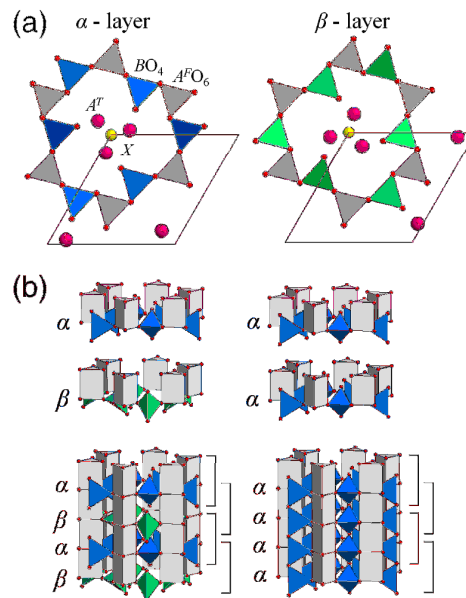 (a) α - layer β - layer
BO₄ AᶠO₆
Aᵀ
X
(b)
α α
β α
α α
β α
α α
β α